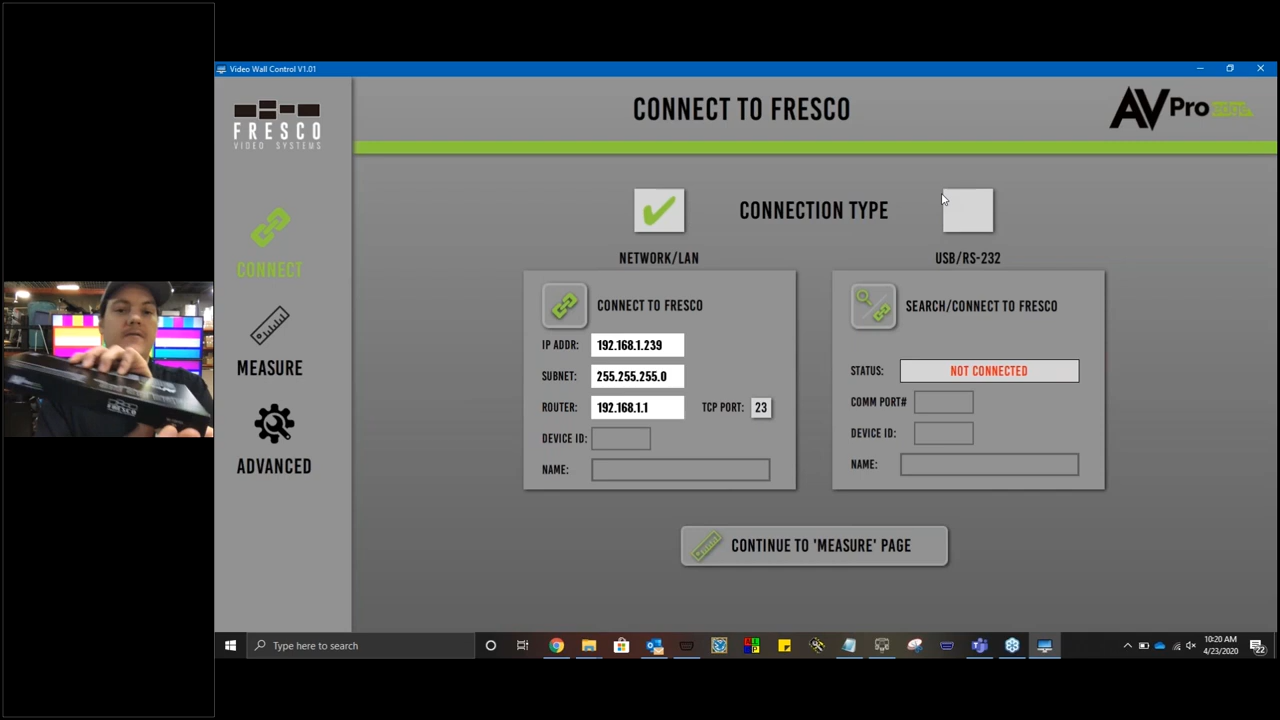 Video Wall Control V1.01
FRESCO
VIDEO SYSTEMS
CONNECT TO FRESCO
AVPro edge
CONNECTION TYPE
NETWORK/LAN
USB/RS-232
CONNECT
MEASURE
ADVANCED
CONNECT TO FRESCO
IP ADDR: 192.168.1.239
SUBNET: 255.255.255.0
ROUTER: 192.168.1.1 TCP PORT: 23
DEVICE ID:
NAME:
SEARCH/CONNECT TO FRESCO
STATUS: NOT CONNECTED
COMM PORT#
DEVICE ID:
NAME:
CONTINUE TO 'MEASURE' PAGE
FRESCO
Type here to search
10:20 AM
4/23/2020
22